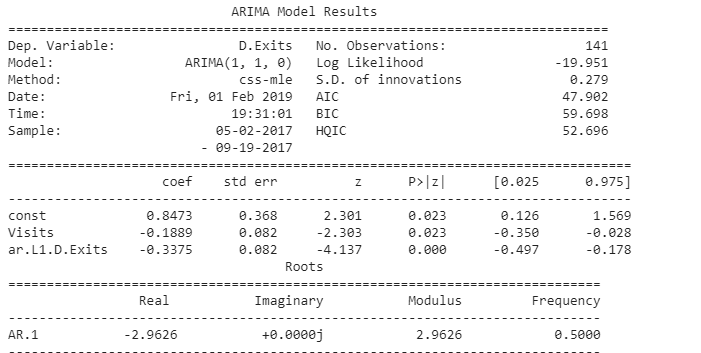 ARIMA Model Results
==============================================================================
Dep. Variable: D.Exits No. Observations: 141
Model: ARIMA(1, 1, 0) Log Likelihood -19.951
Method: css-mle S.D. of innovations 0.279
Date: Fri, 01 Feb 2019 AIC 47.902
Time: 19:31:01 BIC 59.698
Sample: 05-02-2017 HQIC 52.696
- 09-19-2017
=================================================================================
coef std err z P>|z| [0.025 0.975]
---------------------------------------------------------------------------------
const 0.8473 0.368 2.301 0.023 0.126 1.569
Visits -0.1889 0.082 -2.303 0.023 -0.350 -0.028
ar.L1.D.Exits -0.3375 0.082 -4.137 0.000 -0.497 -0.178
Roots
=============================================================================
Real Imaginary Modulus Frequency
-----------------------------------------------------------------------------
AR.1 -2.9626 +0.0000j 2.9626 0.5000
-----------------------------------------------------------------------------